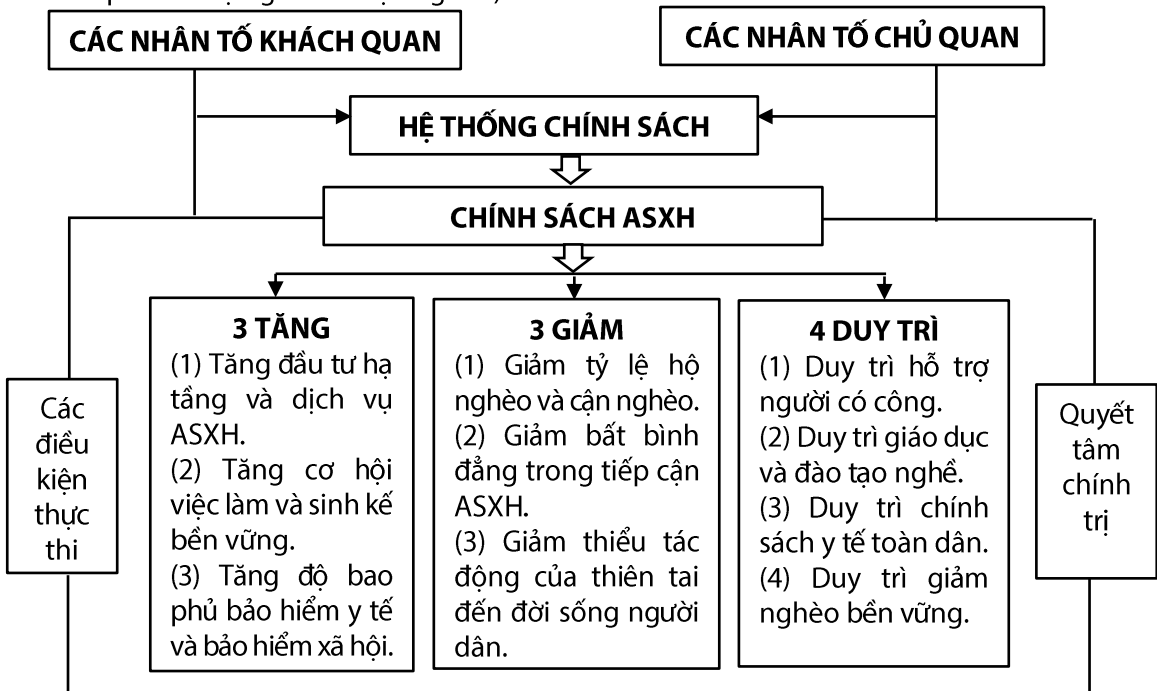 CÁC NHÂN TỐ KHÁCH QUAN
CÁC NHÂN TỐ CHỦ QUAN
HỆ THỐNG CHÍNH SÁCH
CHÍNH SÁCH ASXH
Các
điều
kiện
thực
thi
3 TĂNG
(1) Tăng đầu tư hạ
tầng và dịch vụ
ASXH.
(2) Tăng cơ hội
việc làm và sinh kế
bền vững.
(3) Tăng độ bao
phủ bảo hiểm y tế
và bảo hiểm xã hội.
3 GIẢM
(1) Giảm tỷ lệ hộ
nghèo và cận nghèo.
(2) Giảm bất bình
đẳng trong tiếp cận
ASXH.
(3) Giảm thiểu tác
động của thiên tai
đến đời sống người
dân.
4 DUY TRÌ
(1) Duy trì hỗ trợ
người có công.
(2) Duy trì giáo dục
và đào tạo nghề.
(3) Duy trì chính
sách y tế toàn dân.
(4) Duy trì giảm
nghèo bền vững.
Quyết
tâm
chính
trị